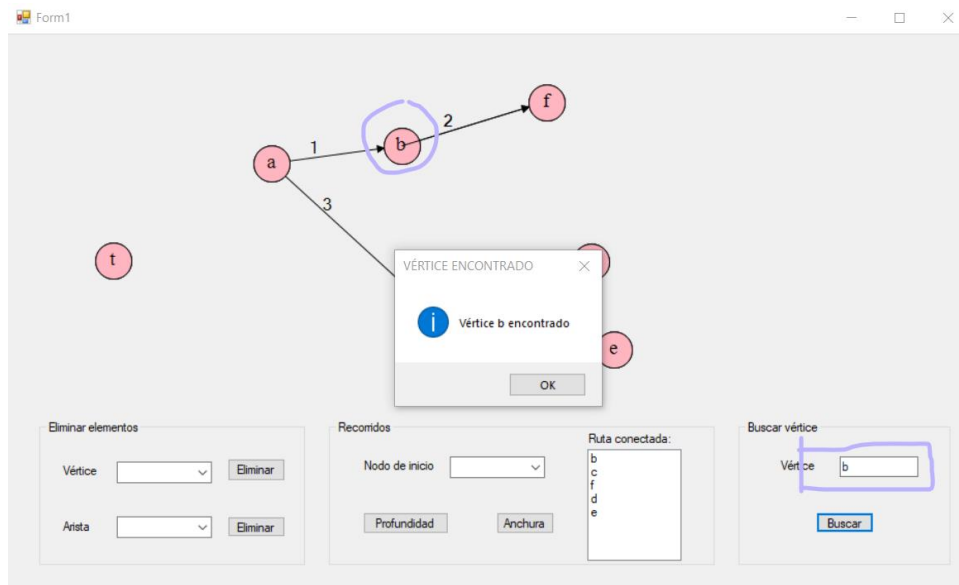 Form1
f
2
b
1
a
3
t
VÉRTICE ENCONTRADO
Vértice b encontrado
e
OK
Eliminar elementos
Vértice
Eliminar
Arista
Eliminar
Recorridos
Nodo de inicio
Profundidad
Anchura
Ruta conectada:
b
c
f
d
e
Buscar vértice
Vértice
b
Buscar